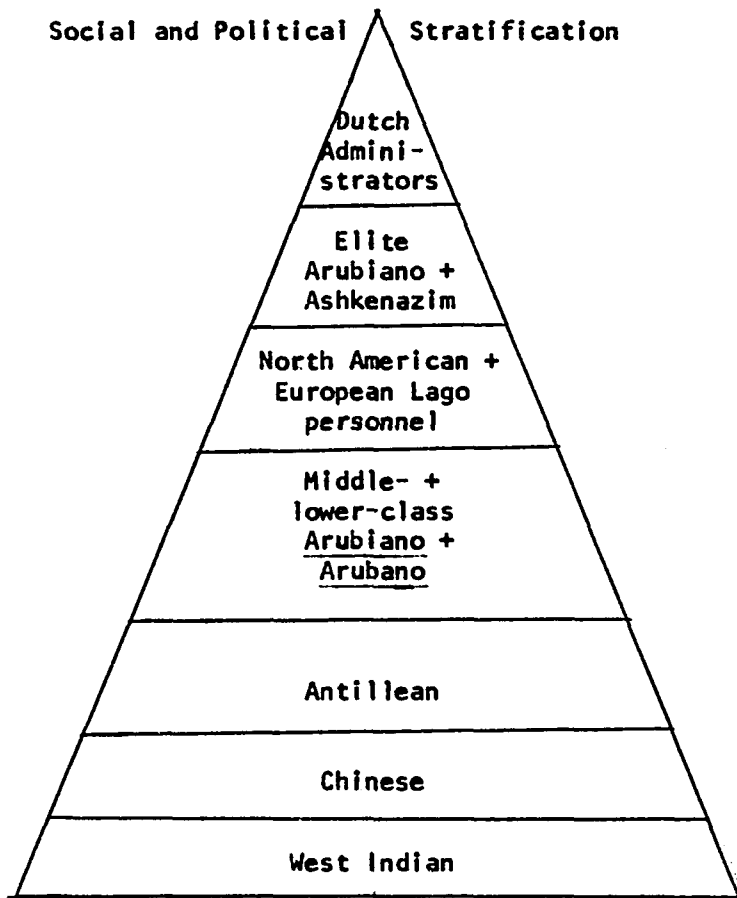 Social and Political Stratification
Dutch
Admini-
strators
Elite
Arubiano +
Ashkenazim
North American +
European Lago
personnel
Middle- +
lower-class
Arubiano +
Arubano
Antillean
Chinese
West Indian